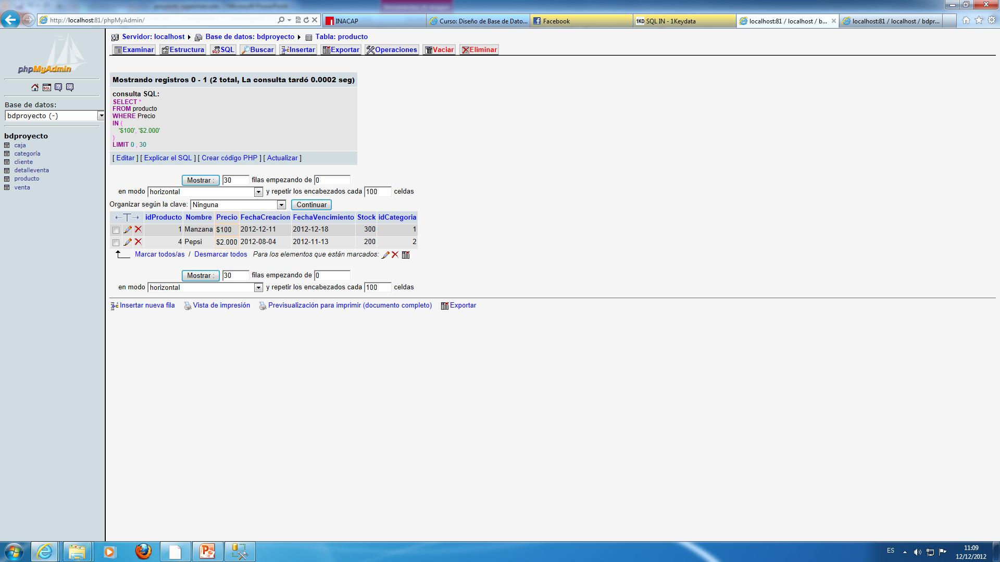 http://localhost:81/phpMyAdmin/
INACAP
Curso: Diseño de Base de Dato...
Facebook
1KD SQL IN - 1Keydata
localhost:81 / localhost / b...
localhost:81 / localhost / bdpr...
phpMyAdmin
SQL
SQL
Base de datos:
bdproyecto (-)
bdproyecto
caja
categoría
cliente
detalleventa
producto
venta
Servidor: localhost
Base de datos: bdproyecto
Tabla: producto
Examinar
Estructura
SQL
Buscar
Insertar
Exportar
Operaciones
Vaciar
Eliminar
Mostrando registros 0 - 1 (2 total, La consulta tardó 0.0002 seg)
consulta SQL:
SELECT *
FROM producto
WHERE Precio
IN (
'$100', '$2.000'
)
LIMIT 0 , 30
[ Editar ] [ Explicar el SQL ] [ Crear código PHP ] [ Actualizar ]
Mostrar : 30 filas empezando de 0
en modo horizontal y repetir los encabezados cada 100 celdas
Organizar según la clave: Ninguna Continuar
←T→ idProducto Nombre Precio FechaCreacion FechaVencimiento Stock idCategoria
1 Manzana $100 2012-12-11 2012-12-18 300 1
4 Pepsi $2.000 2012-08-04 2012-11-13 200 2
Marcar todos/as / Desmarcar todos Para los elementos que están marcados:
Mostrar : 30 filas empezando de 0
en modo horizontal y repetir los encabezados cada 100 celdas
Insertar nueva fila Vista de impresión Previsualización para imprimir (documento completo) Exportar
ES
11:09
12/12/2012